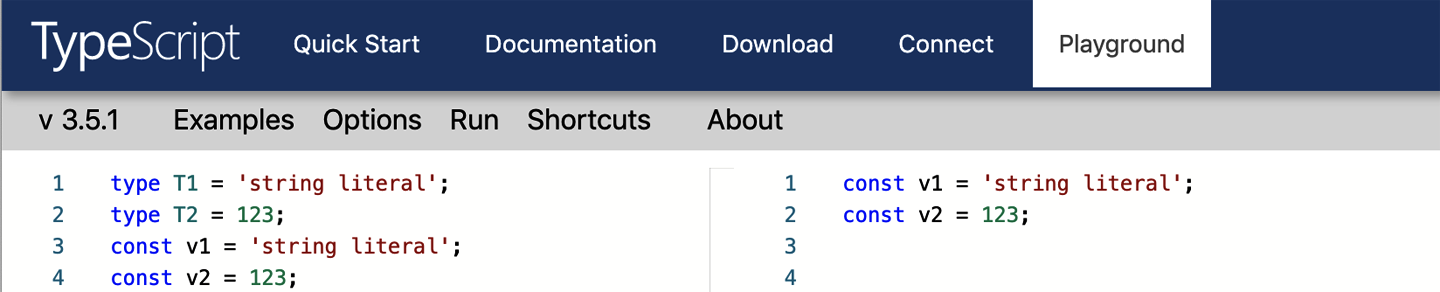 TypeScript Quick Start Documentation Download Connect Playground
v 3.5.1 Examples Options Run Shortcuts About
1 type T1 = 'string literal';
2 type T2 = 123;
3 const v1 = 'string literal';
4 const v2 = 123;
1 const v1 = 'string literal';
2 const v2 = 123;
3
4